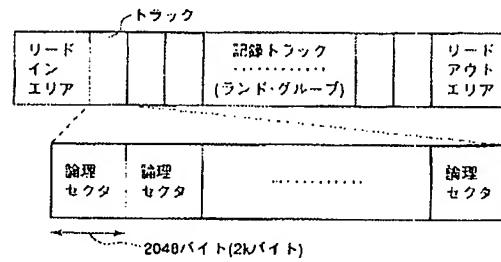 トラック
リード
イン
エリア
記録トラック
............
(ランド・グループ)
リード
アウト
エリア
論理
セクタ
論理
セクタ
............
論理
セクタ
2048バイト(2kバイト)